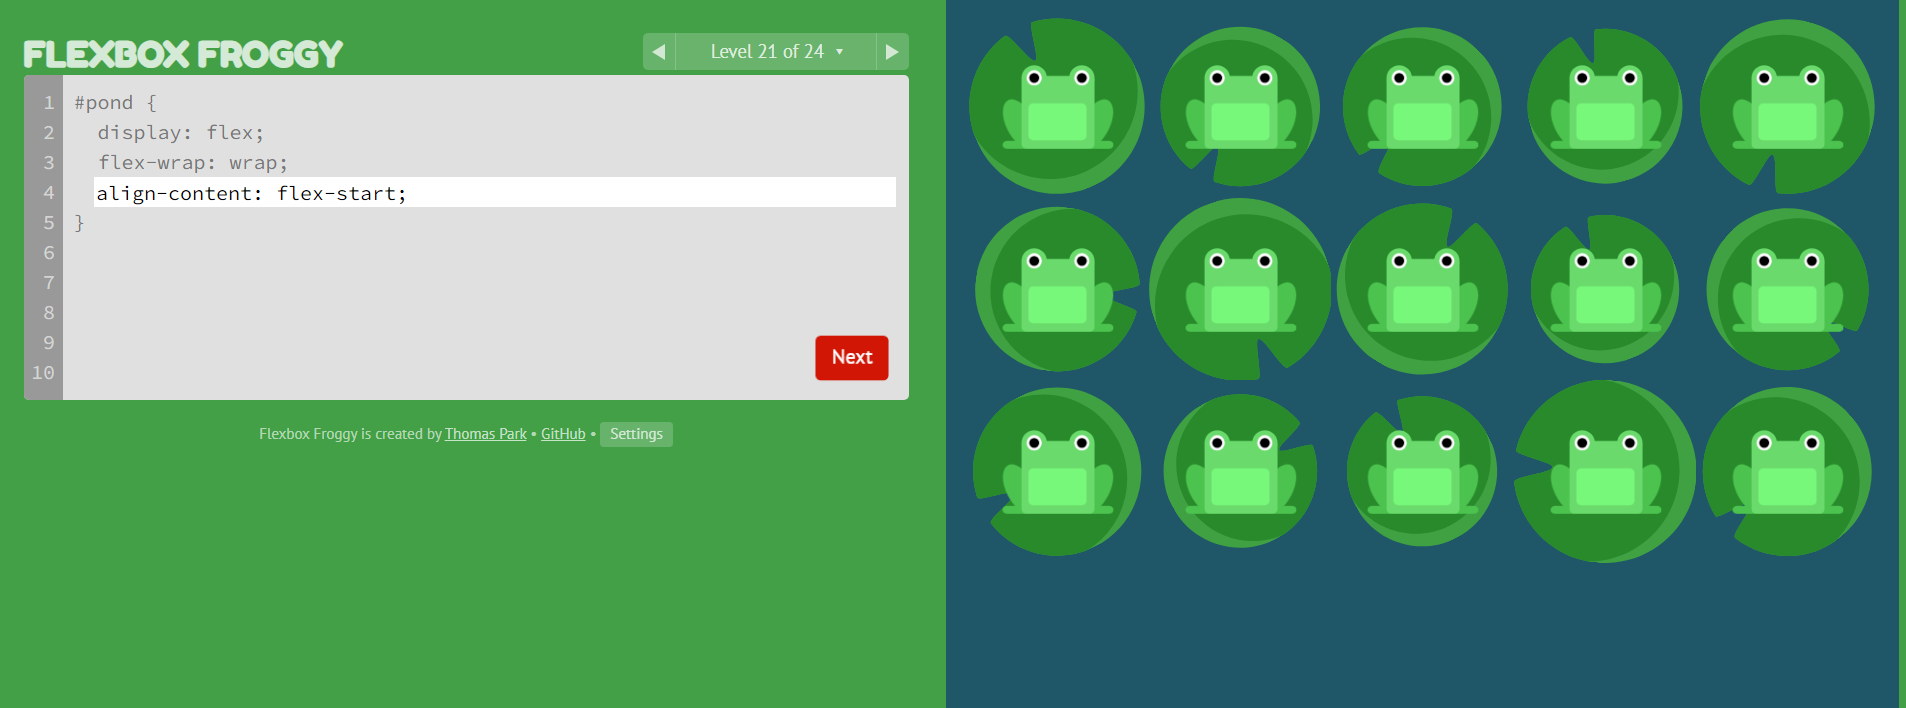 FLEXBOX FROGGY
◀ Level 21 of 24 ▼ ▶
1 #pond {
2 display: flex;
3 flex-wrap: wrap;
4 align-content: flex-start;
5 }
6
7
8
9
10
Next
Flexbox Froggy is created by Thomas Park • GitHub • Settings